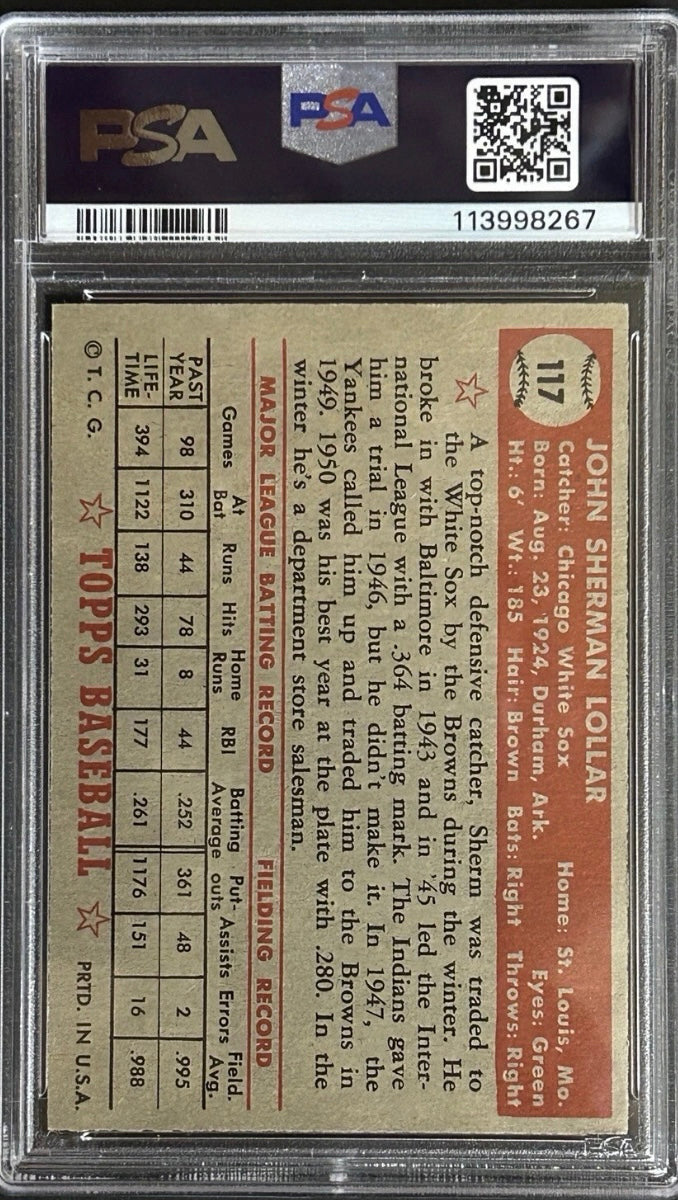 PSA
PSA
113998267
117
JOHN SHERMAN LOLLAR
Catcher: Chicago White Sox Home: St. Louis, Mo.
Born: Aug. 23, 1924, Durham, Ark. Eyes: Green
Ht.: 6' Wt.: 185 Hair: Brown Bats: Right Throws: Right
A top-notch defensive catcher, Sherm was traded to
the White Sox by the Browns during the winter. He
broke in with Baltimore in 1943 and in '45 led the Inter-
national League with a .364 batting mark. The Indians gave
him a trial in 1946, but he didn't make it. In 1947, the
Yankees called him up and traded him to the Browns in
1949. 1950 was his best year at the plate with .280. In the
winter he's a department store salesman.
MAJOR LEAGUE BATTING RECORD FIELDING RECORD
Games At Bat Runs Hits Home Runs RBI Batting Average Put-outs Assists Errors Field. Avg.
PAST YEAR 98 310 44 78 8 44 .252 361 48 2 .995
LIFE-TIME 394 1122 138 293 31 177 .261 1176 151 16 .988
© T. C. G. TOPPS BASEBALL PRTD. IN U.S.A.